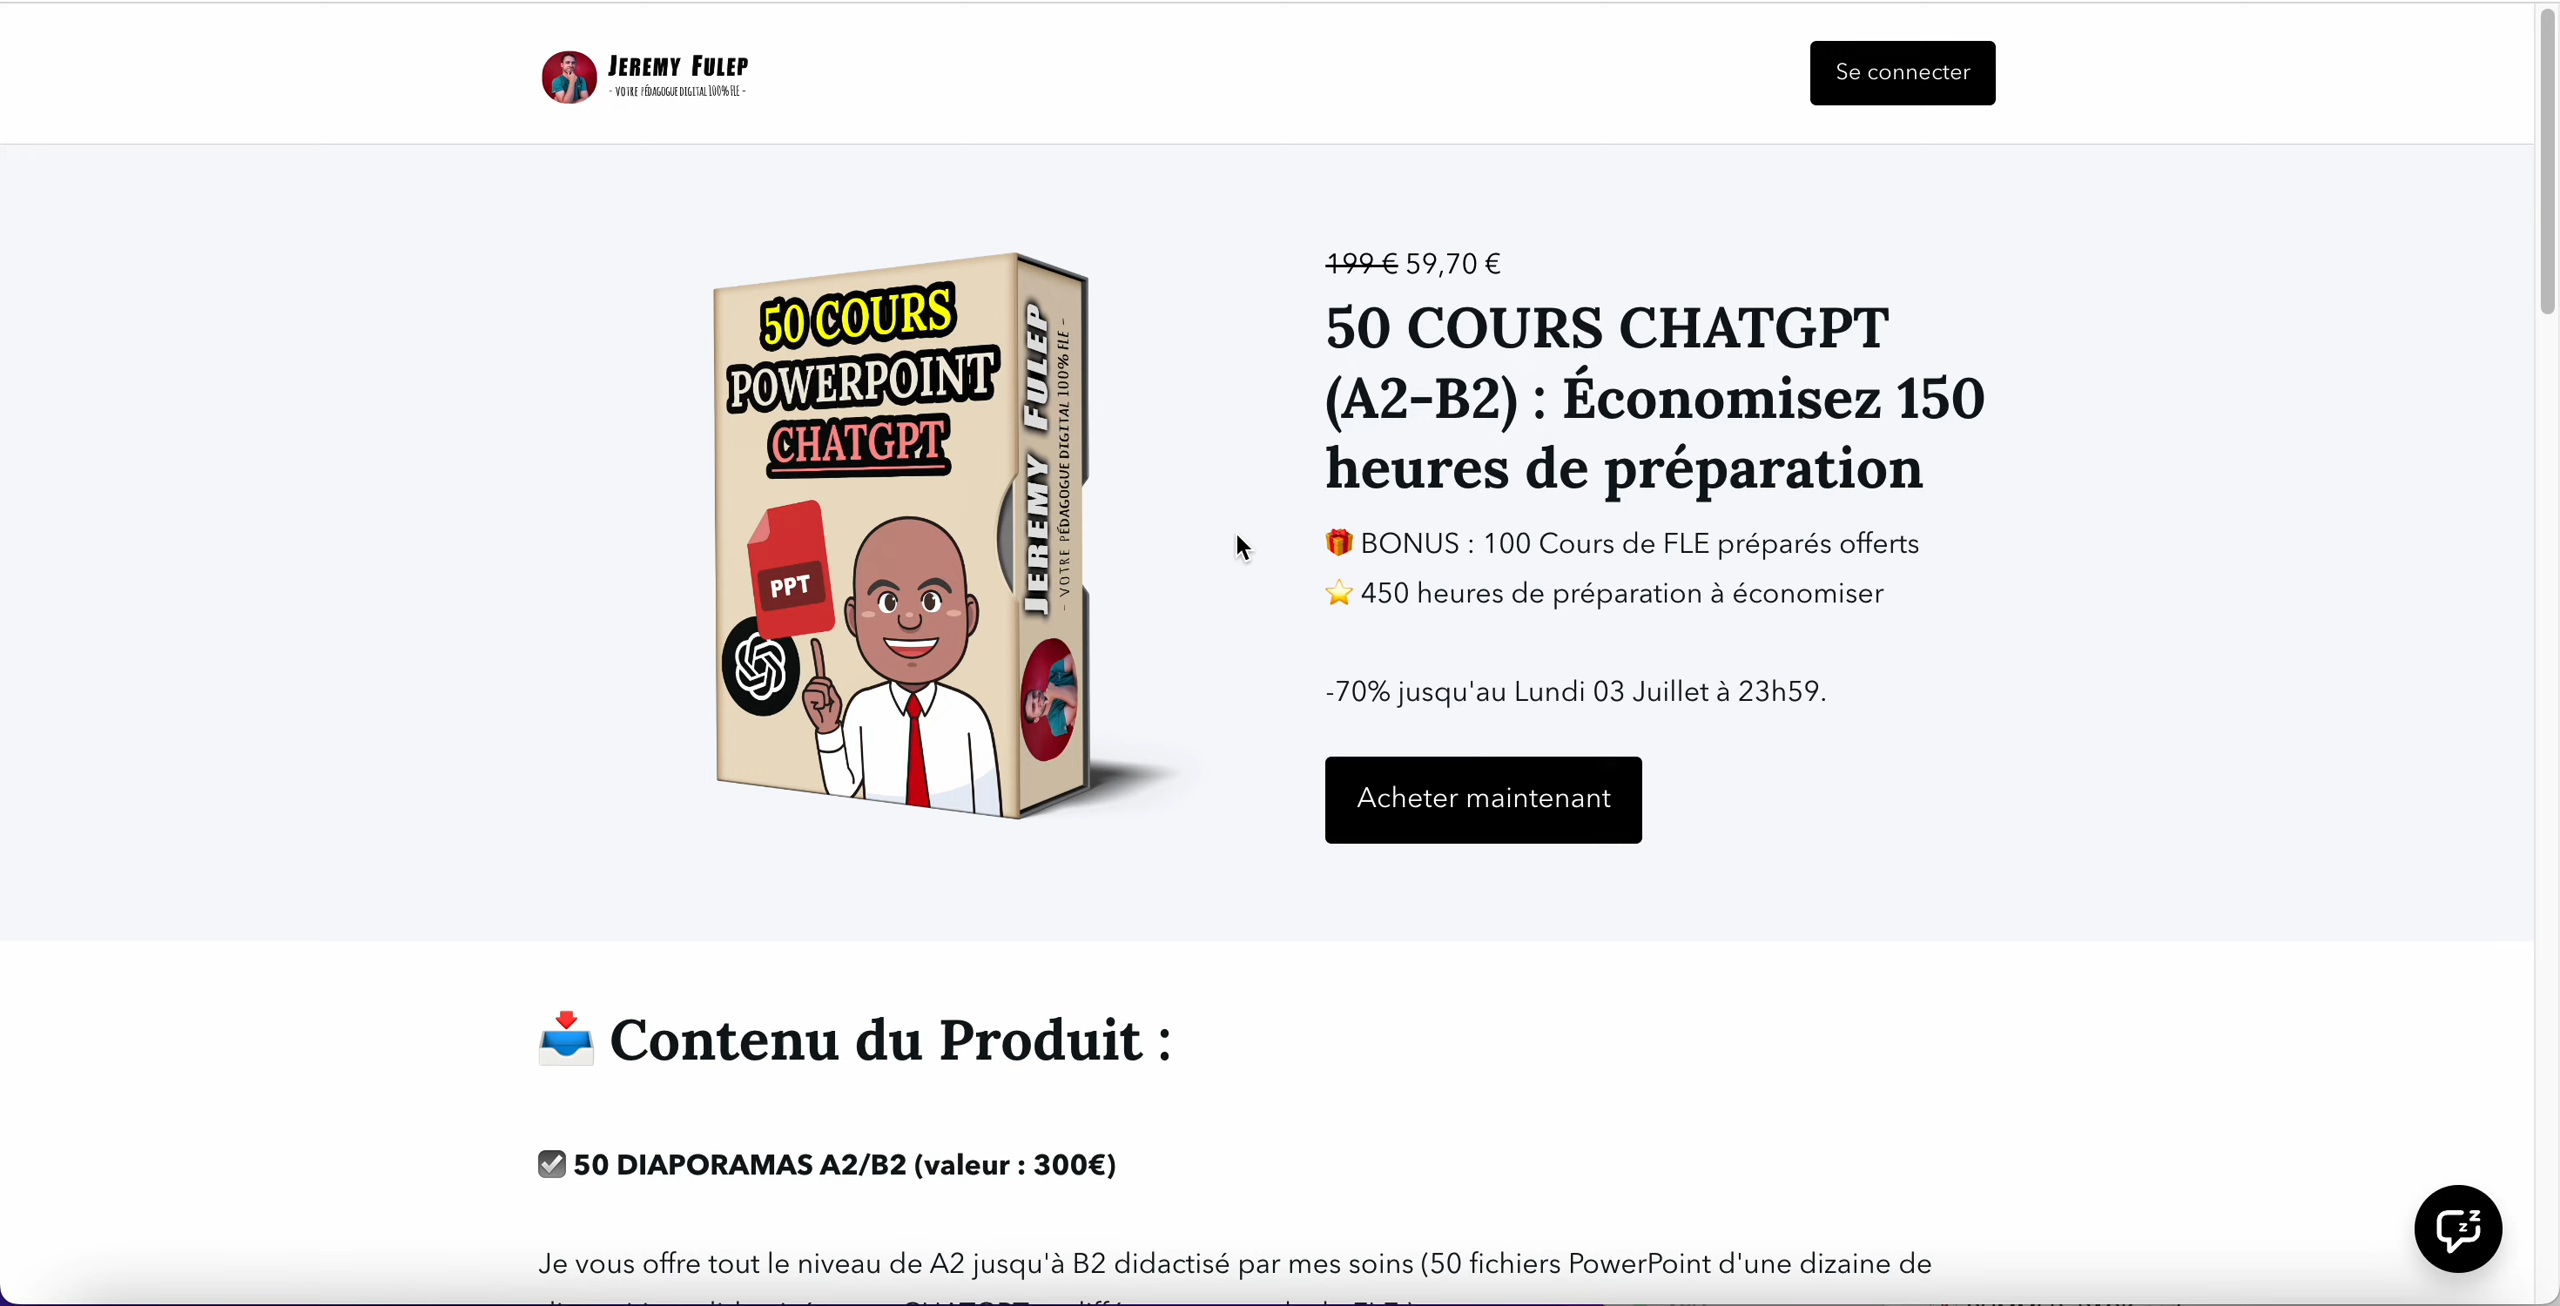 JEREMY FULEP
- VOTRE PÉDAGOGUE DIGITAL 100% FLE -
Se connecter
50 COURS
POWERPOINT
CHATGPT
PPT
JEREMY FULEP
- VOTRE PÉDAGOGUE DIGITAL 100% FLE -
199 € 59,70 €
50 COURS CHATGPT
(A2-B2) : Économisez 150
heures de préparation
🎁 BONUS : 100 Cours de FLE préparés offerts
⭐ 450 heures de préparation à économiser
-70% jusqu'au Lundi 03 Juillet à 23h59.
Acheter maintenant
📥 Contenu du Produit :
☑️ 50 DIAPORAMAS A2/B2 (valeur : 300€)
Je vous offre tout le niveau de A2 jusqu'à B2 didactisé par mes soins (50 fichiers PowerPoint d'une dizaine de